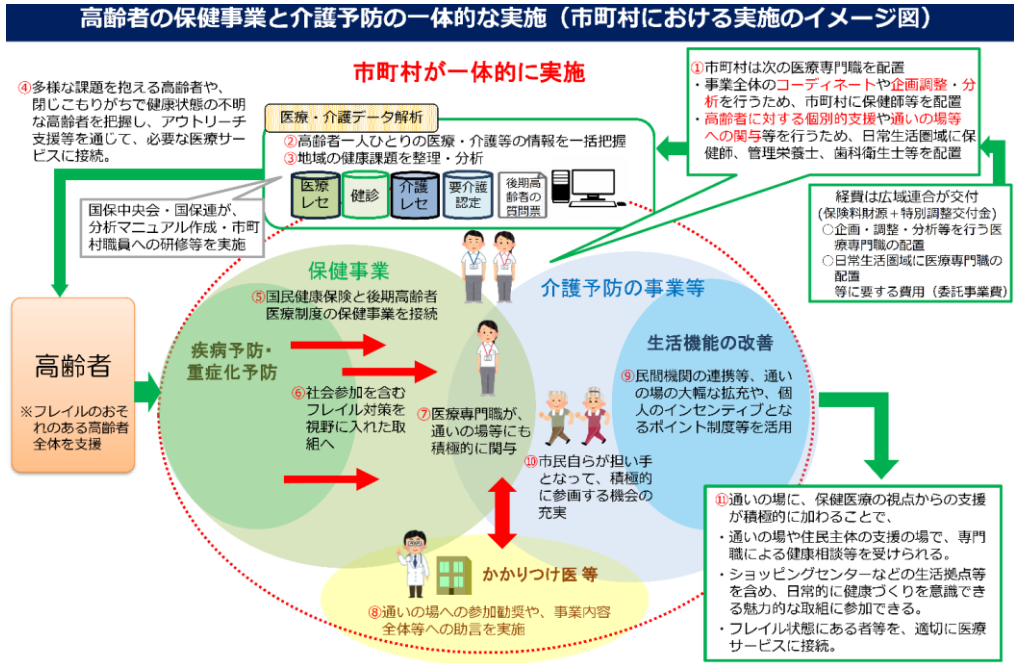 高齢者の保健事業と介護予防の一体的な実施（市町村における実施のイメージ図）
市町村が一体的に実施
④多様な課題を抱える高齢者や、
閉じこもりがちで健康状態の不明
な高齢者を把握し、アウトリーチ
支援等を通じて、必要な医療サー
ビスに接続。
医療・介護データ解析
②高齢者一人ひとりの医療・介護等の情報を一括把握
③地域の健康課題を整理・分析
医療
レセ
健診
介護
レセ
要介護
認定
後期高
齢者の
質問票
①市町村は次の医療専門職を配置
・事業全体のコーディネートや企画調整・分
析を行うため、市町村に保健師等を配置
・高齢者に対する個別的支援や通いの場等
への関与等を行うため、日常生活圏域に保
健師、管理栄養士、歯科衛生士等を配置
経費は広域連合が交付
(保険料財源＋特別調整交付金)
○企画・調整・分析等を行う医
療専門職の配置
○日常生活圏域に医療専門職の
配置
等に要する費用（委託事業費）
国保中央会・国保連が、
分析マニュアル作成・市町
村職員への研修等を実施
高齢者
※フレイルのおそ
れのある高齢者
全体を支援
保健事業
⑤国民健康保険と後期高齢者
医療制度の保健事業を接続
疾病予防・
重症化予防
⑥社会参加を含む
フレイル対策を
視野に入れた取
組へ
⑦医療専門職が、
通いの場等にも
積極的に関与
介護予防の事業等
生活機能の改善
⑨民間機関の連携等、通い
の場の大幅な拡充や、個
人のインセンティブとな
るポイント制度等を活用
⑩市民自らが担い手
となって、積極的
に参画する機会の
充実
かかりつけ医 等
⑧通いの場への参加勧奨や、事業内容
全体等への助言を実施
⑪通いの場に、保健医療の視点からの支援
が積極的に加わることで、
・通いの場や住民主体の支援の場で、専門
職による健康相談等を受けられる。
・ショッピングセンターなどの生活拠点等
を含め、日常的に健康づくりを意識でき
る魅力的な取組に参加できる。
・フレイル状態にある者等を、適切に医療
サービスに接続。